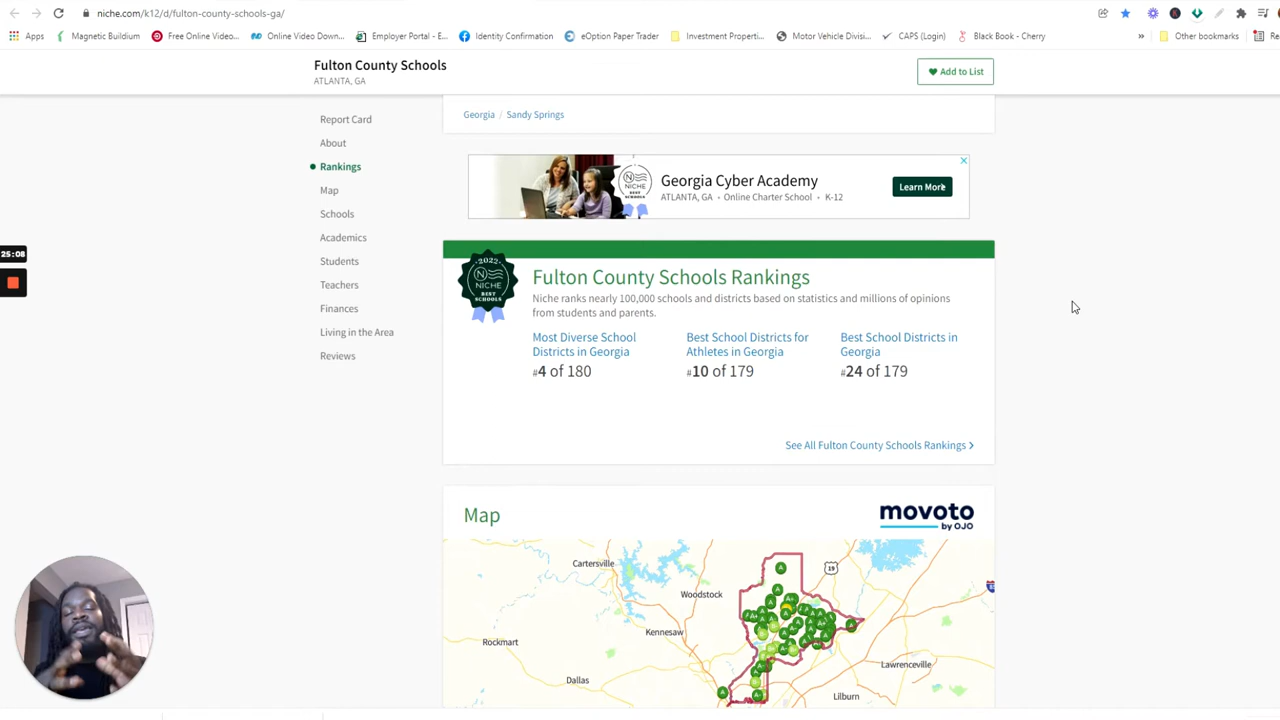 niche.com/k12/d/fulton-county-schools-ga/
Apps
Magnetic Buildium
Free Online Video...
Online Video Down...
Employer Portal - E...
Identity Confirmation
eOption Paper Trader
Investment Properti...
Motor Vehicle Divisi...
CAPS (Login)
Black Book - Cherry
»
Other bookmarks
Fulton County Schools
ATLANTA, GA
Add to List
Report Card
About
Rankings
Map
Schools
Academics
Students
Teachers
Finances
Living in the Area
Reviews
25:08
Georgia / Sandy Springs
NICHE
BEST
SCHOOLS
Georgia Cyber Academy
ATLANTA, GA • Online Charter School • K-12
Learn More
2022
NICHE
BEST
SCHOOLS
Fulton County Schools Rankings
Niche ranks nearly 100,000 schools and districts based on statistics and millions of opinions
from students and parents.
Most Diverse School
Districts in Georgia
#4 of 180
Best School Districts for
Athletes in Georgia
#10 of 179
Best School Districts in
Georgia
#24 of 179
See All Fulton County Schools Rankings
Map
movoto
by OJO
Cartersville
Woodstock
19
Kennesaw
Rockmart
Dallas
Lawrenceville
Lilburn